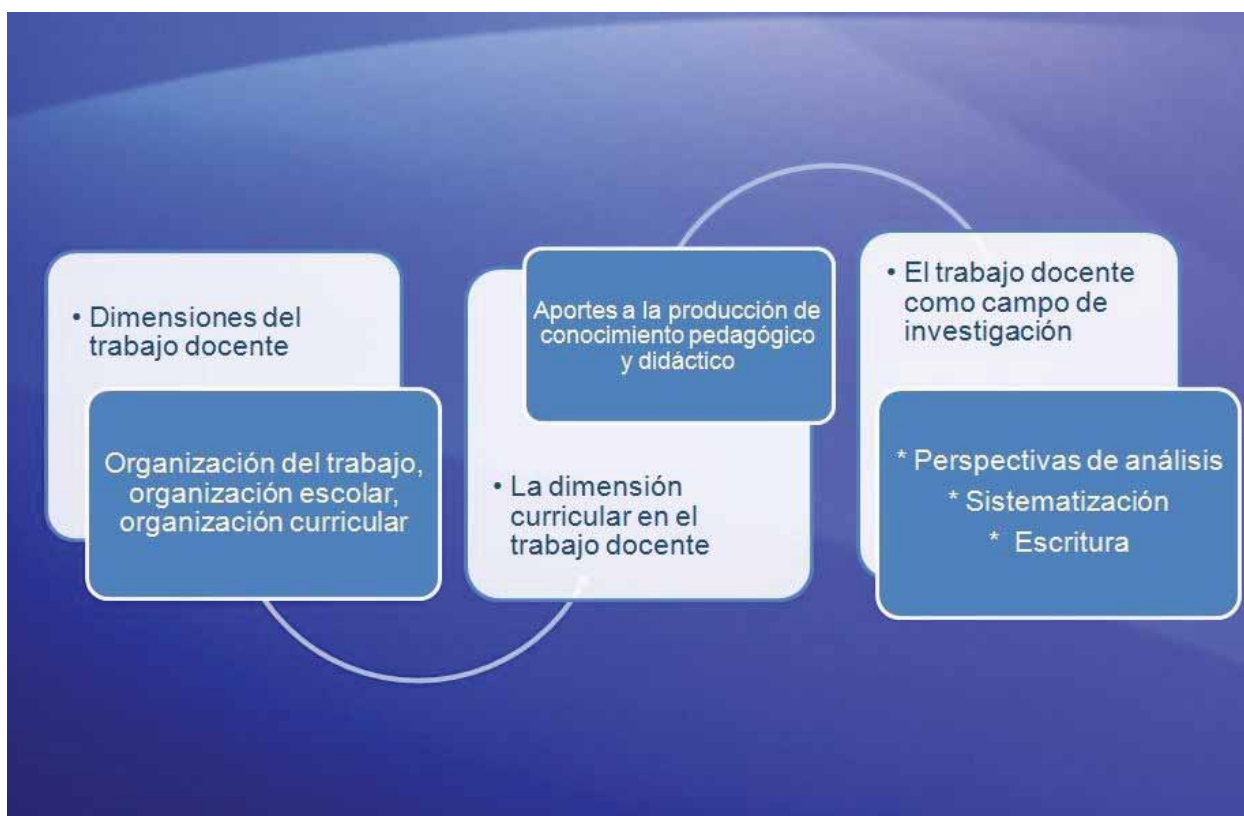 • Dimensiones del
trabajo docente
Organización del trabajo,
organización escolar,
organización curricular
Aportes a la producción de
conocimiento pedagógico
y didáctico
• La dimensión
curricular en el
trabajo docente
• El trabajo docente
como campo de
investigación
* Perspectivas de análisis
* Sistematización
* Escritura